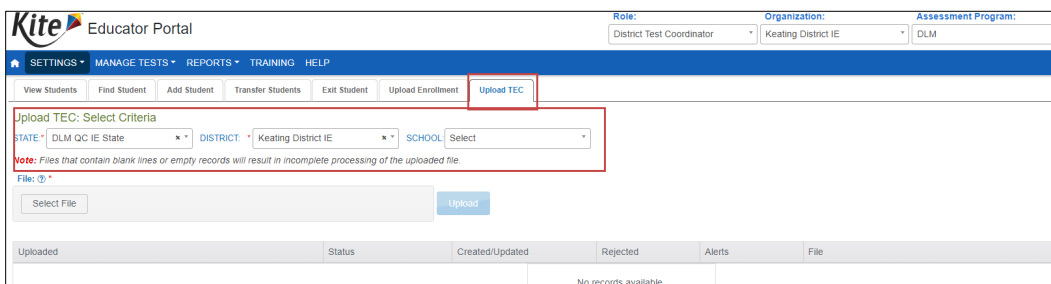 Kite Educator Portal
Role: Organization: Assessment Program:
District Test Coordinator Keating District IE DLM
SETTINGS MANAGE TESTS REPORTS TRAINING HELP
View Students Find Student Add Student Transfer Students Exit Student Upload Enrollment Upload TEC
Upload TEC: Select Criteria
STATE:* DLM QC IE State × DISTRICT: * Keating District IE × SCHOOL: Select
Note: Files that contain blank lines or empty records will result in incomplete processing of the uploaded file.
File: ? *
Select File Upload
Uploaded Status Created/Updated Rejected Alerts File
No records available